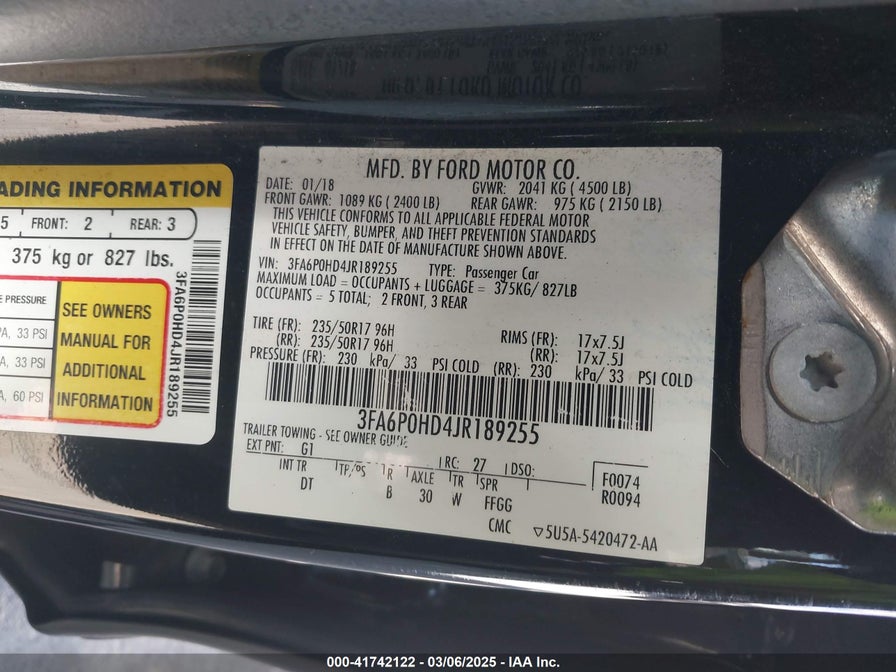 MFD. BY FORD MOTOR CO.
DATE: 01/18 GVWR: 2041 KG ( 4500 LB)
FRONT GAWR: 1089 KG ( 2400 LB) REAR GAWR: 975 KG ( 2150 LB)
THIS VEHICLE CONFORMS TO ALL APPLICABLE FEDERAL MOTOR
VEHICLE SAFETY, BUMPER, AND THEFT PREVENTION STANDARDS
IN EFFECT ON THE DATE OF MANUFACTURE SHOWN ABOVE.
VIN: 3FA6P0HD4JR189255 TYPE: Passenger Car
MAXIMUM LOAD = OCCUPANTS + LUGGAGE = 375KG/ 827LB
OCCUPANTS = 5 TOTAL; 2 FRONT, 3 REAR
TIRE (FR): 235/50R17 96H RIMS (FR): 17x7.5J
(RR): 235/50R17 96H (RR): 17x7.5J
PRESSURE (FR): 230 kPa/ 33 PSI COLD (RR): 230 kPa/ 33 PSI COLD
3FA6P0HD4JR189255
TRAILER TOWING - SEE OWNER GUIDE
EXT PNT: G1 RC: 27 DSO:
INT TR TP/PS R AXLE TR SPR F0074
DT B 30 W FFGG R0094
CMC ▽5U5A-5420472-AA
ADING INFORMATION
5 FRONT: 2 REAR: 3
375 kg or 827 lbs.
PRESSURE
33 PSI
33 PSI
60 PSI
SEE OWNERS
MANUAL FOR
ADDITIONAL
INFORMATION
3FA6P0HD4JR189255
000-41742122 - 03/06/2025 - IAA Inc.